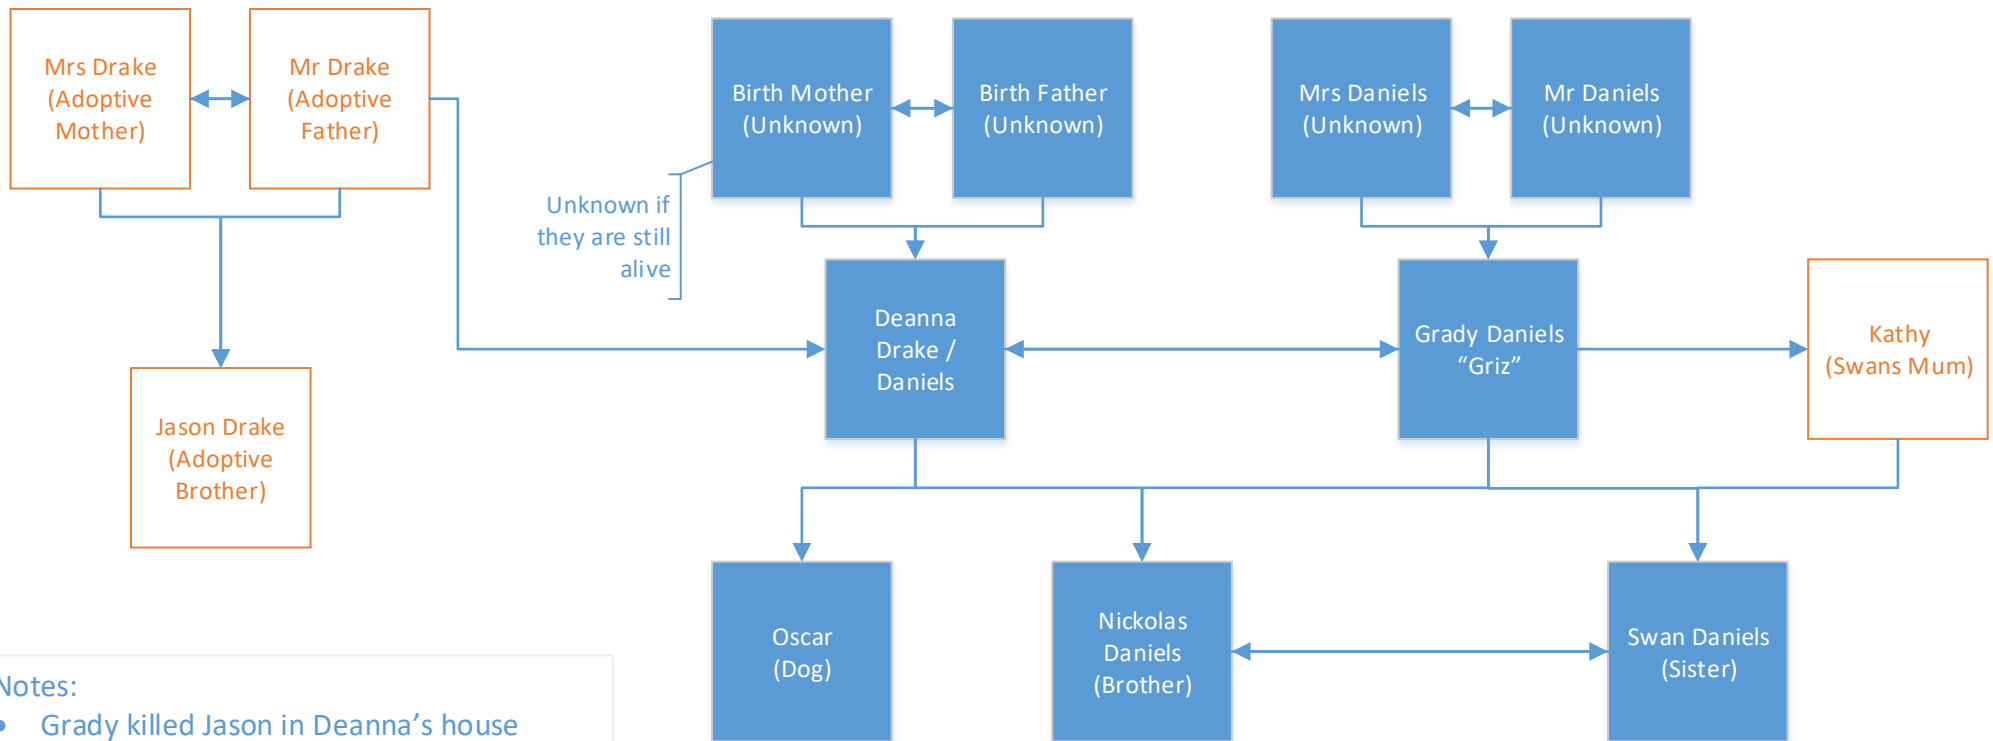 Mrs Drake
(Adoptive
Mother)
Mr Drake
(Adoptive
Father)
Birth Mother
(Unknown)
Birth Father
(Unknown)
Mrs Daniels
(Unknown)
Mr Daniels
(Unknown)
Unknown if
they are still
alive
Deanna
Drake /
Daniels
Grady Daniels
“Griz”
Kathy
(Swans Mum)
Jason Drake
(Adoptive
Brother)
Oscar
(Dog)
Nickolas
Daniels
(Brother)
Swan Daniels
(Sister)
Notes:
• Grady killed Jason in Deanna’s house